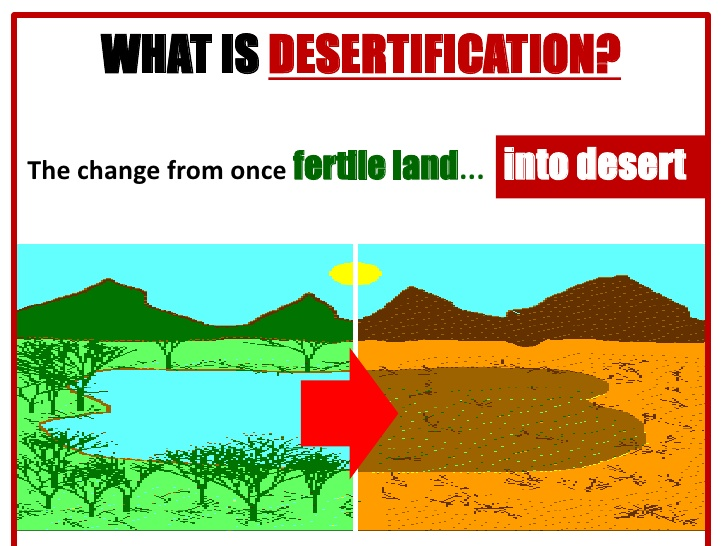 WHAT IS DESERTIFICATION?
The change from once fertile land... into desert